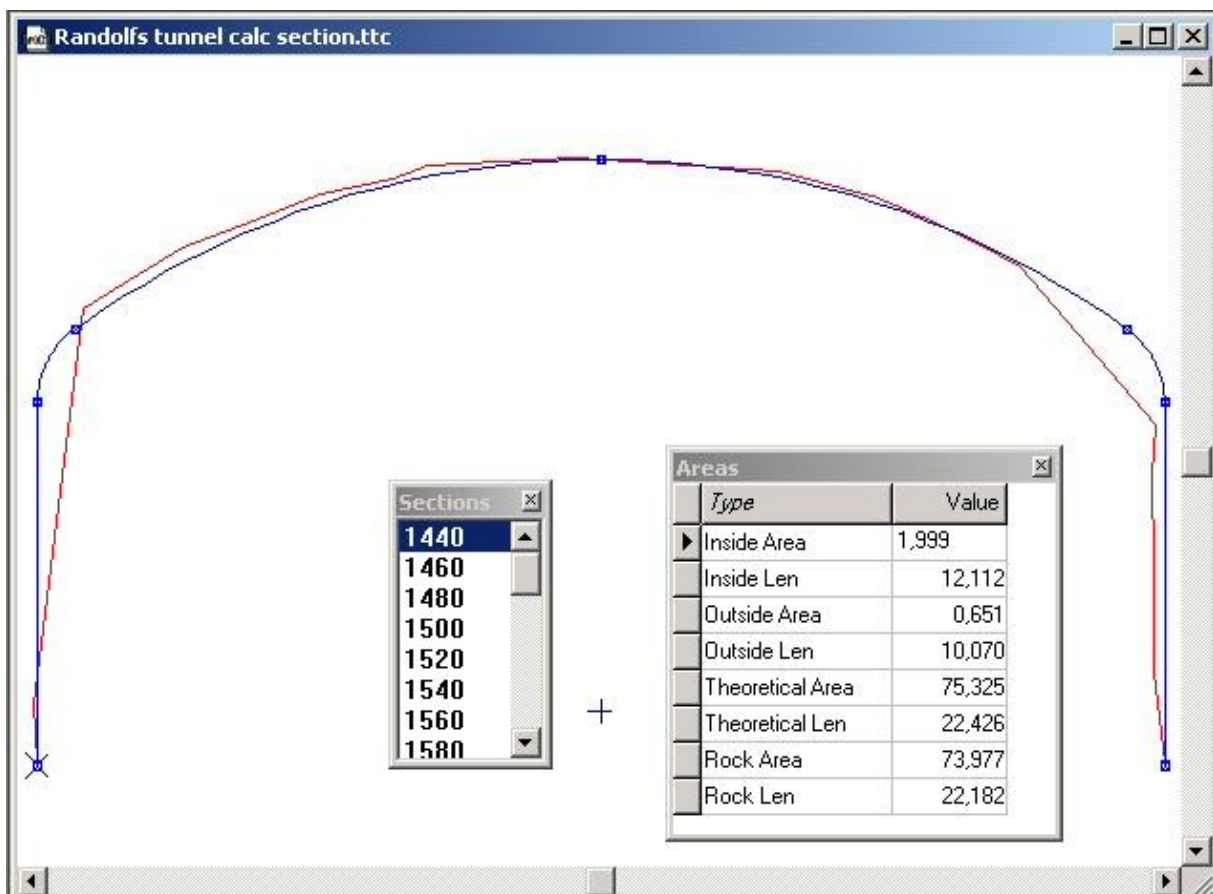 Randolfs tunnel calc section.ttc
Sections
1440
1460
1480
1500
1520
1540
1560
1580
Areas
Type Value
Inside Area 1,999
Inside Len 12,112
Outside Area 0,651
Outside Len 10,070
Theoretical Area 75,325
Theoretical Len 22,426
Rock Area 73,977
Rock Len 22,182